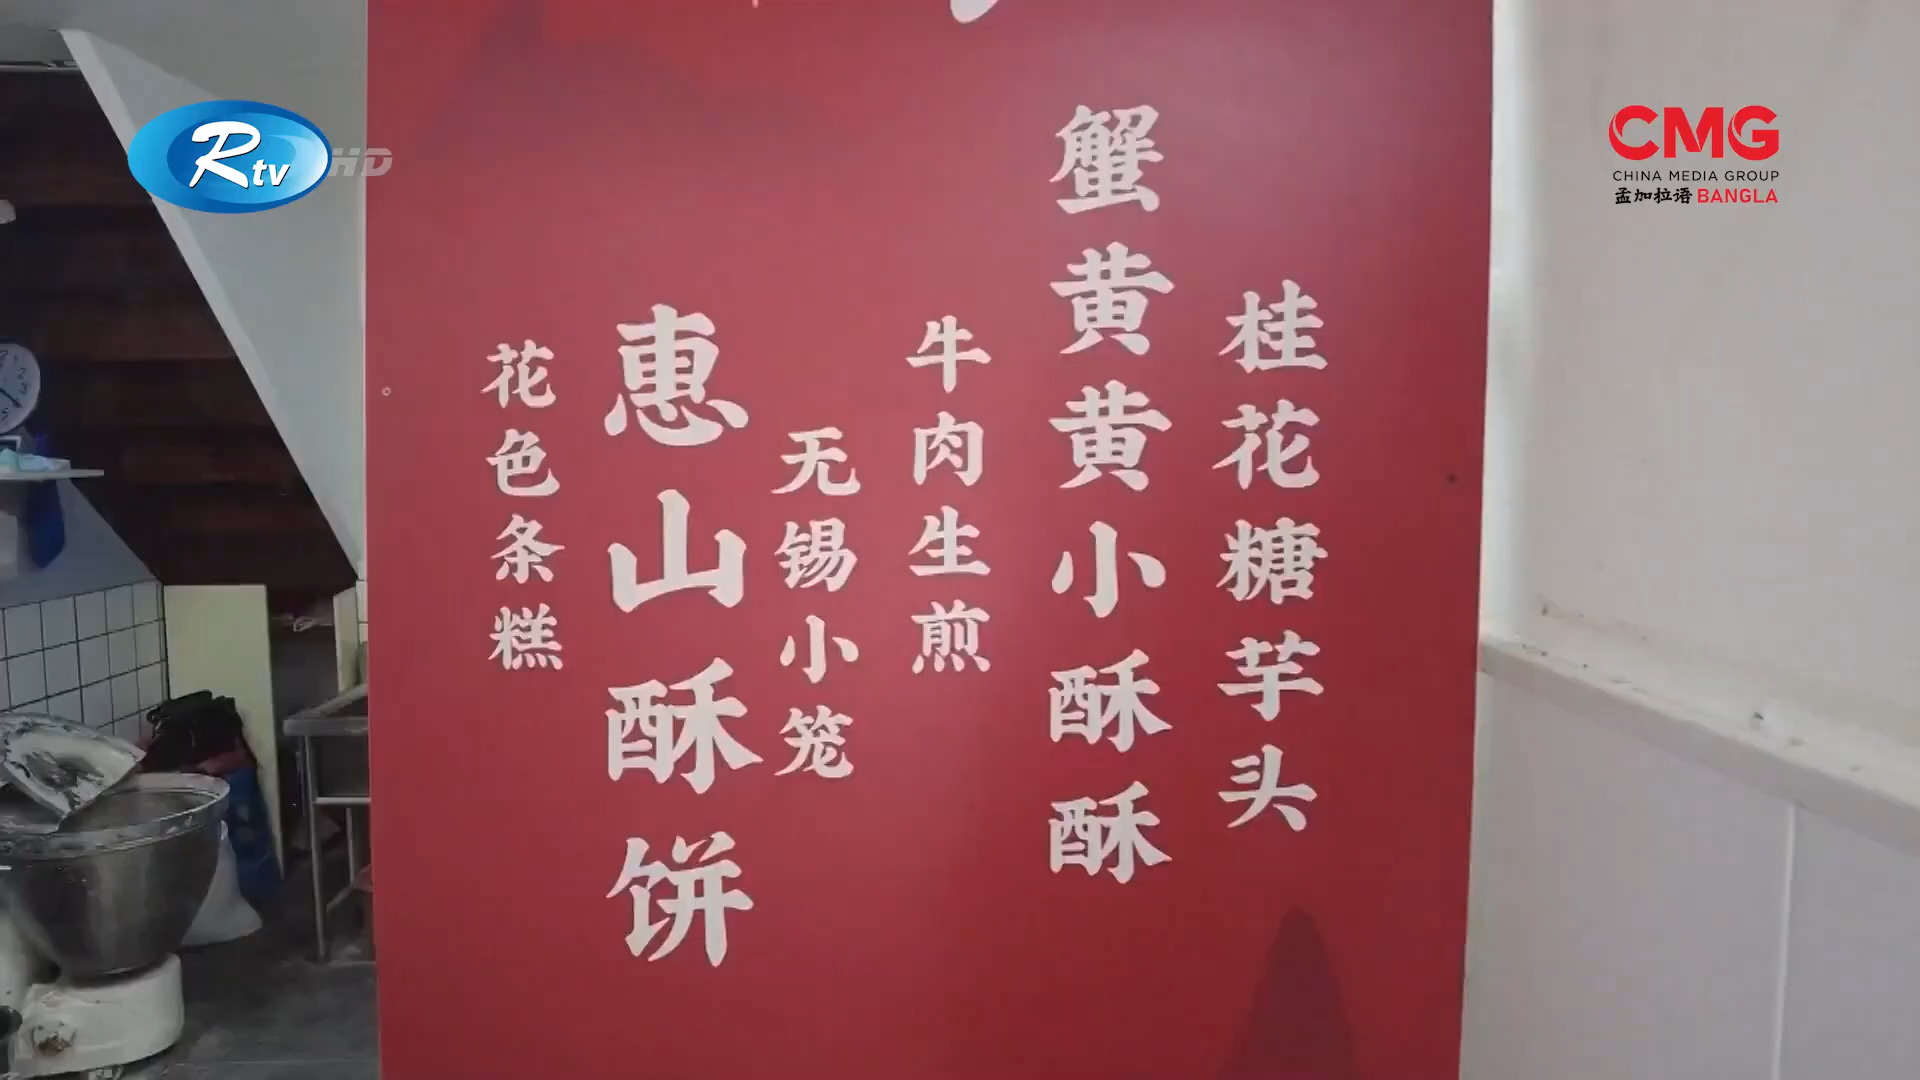 Rtv HD
CMG
CHINA MEDIA GROUP
孟加拉语 BANGLA
桂花糖芋头
蟹黄黄小酥酥
牛肉生煎
无锡小笼
惠山酥饼
花色条糕